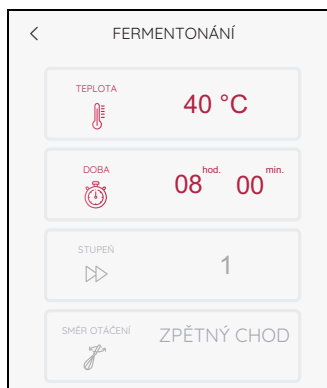 FERMENTONÁNÍ
TEPLOTA
40 °C
DOBA
08 hod. 00 min.
STUPEŇ
1
SMĚR OTÁČENÍ
ZPĚTNÝ CHOD